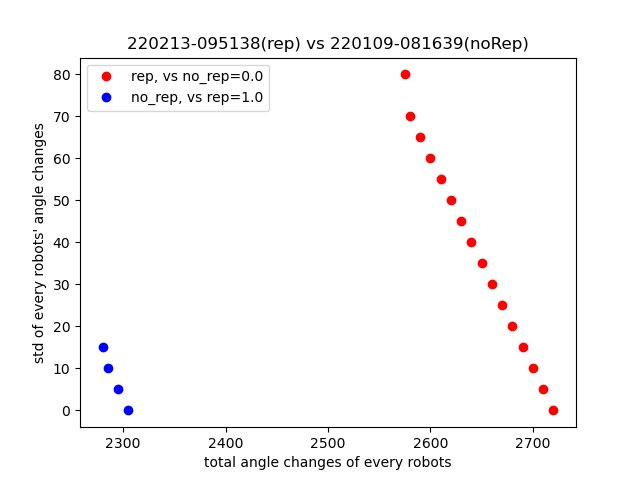 220213-095138(rep) vs 220109-081639(noRep)
rep, vs no_rep=0.0
no_rep, vs rep=1.0
std of every robots' angle changes
80
70
60
50
40
30
20
10
0
2300 2400 2500 2600 2700
total angle changes of every robots